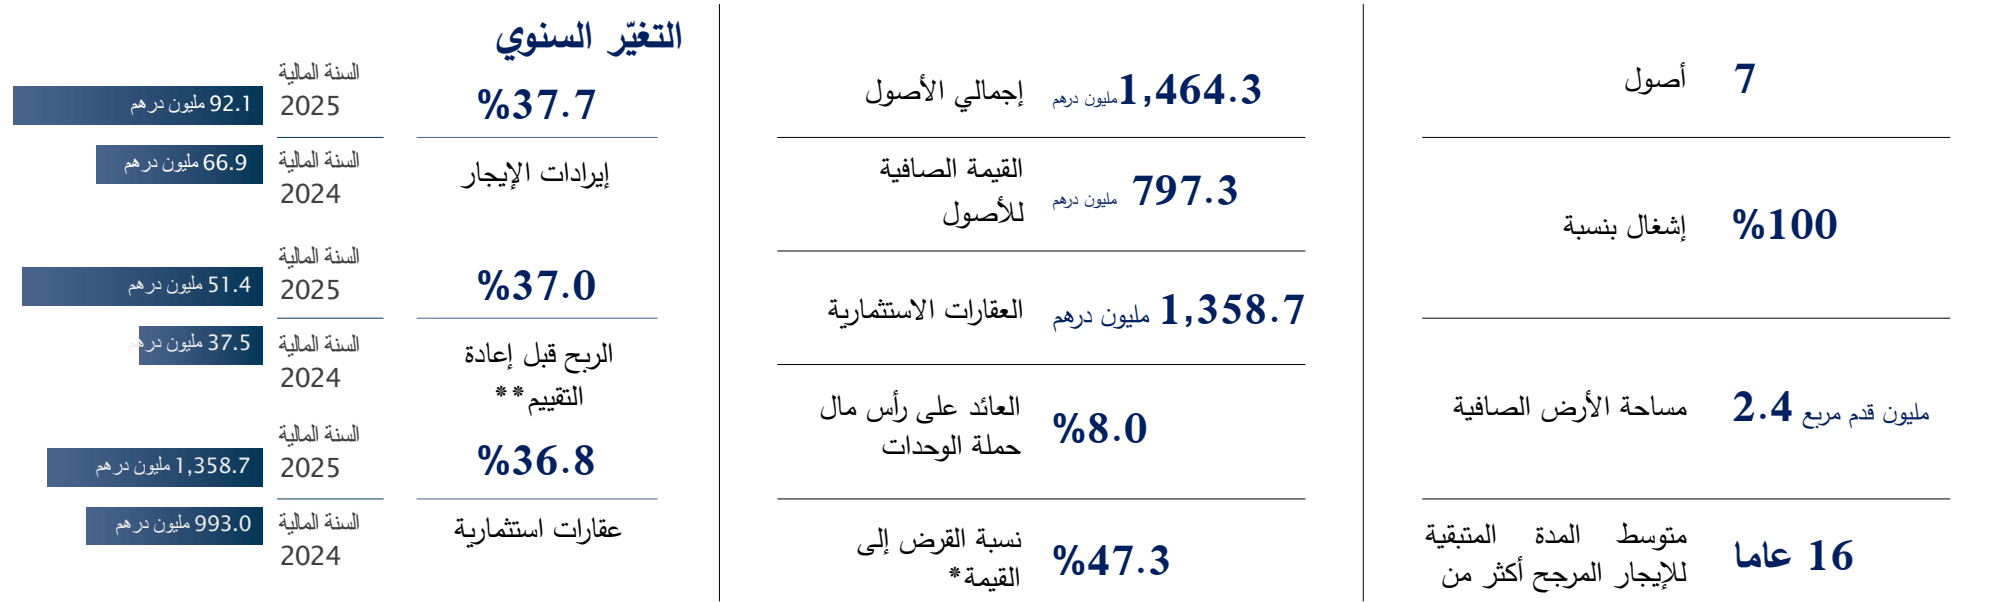 7 أصول
%100 إشغال بنسبة
2.4 مليون قدم مربع مساحة الأرض الصافية
16 عاما متوسط المدة المتبقية
للإيجار المرجح أكثر من
1,464.3 مليون درهم إجمالي الأصول
797.3 مليون درهم القيمة الصافية
للأصول
1,358.7 مليون درهم العقارات الاستثمارية
%8.0 العائد على رأس مال
حملة الوحدات
%47.3 نسبة القرض إلى
القيمة*
التغيّر السنوي
%37.7
إيرادات الإيجار
السنة المالية
2025
92.1 مليون درهم
السنة المالية
2024
66.9 مليون درهم
%37.0
الربح قبل إعادة
التقييم**
السنة المالية
2025
51.4 مليون درهم
السنة المالية
2024
37.5 مليون درهم
%36.8
عقارات استثمارية
السنة المالية
2025
1,358.7 مليون درهم
السنة المالية
2024
993.0 مليون درهم